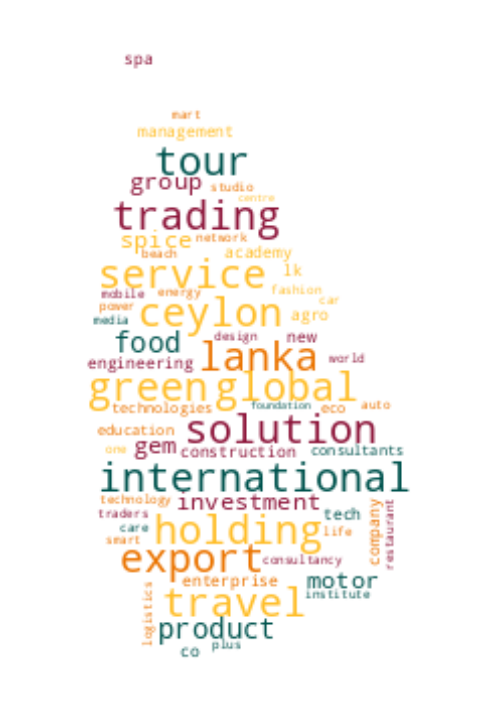 spa
mart
management
tour
group studio
centre
trading
spice network
beach academy
service lk
mobile energy fashion
power ceylon car
media agro
food design new
engineering lanka world
green global
technologies foundation eco auto
education solution
one gem construction consultants
international
technology investment
traders tech
care holding life
smart company restaurant
export consultancy
enterprise motor
logistics travel institute
product
co plus